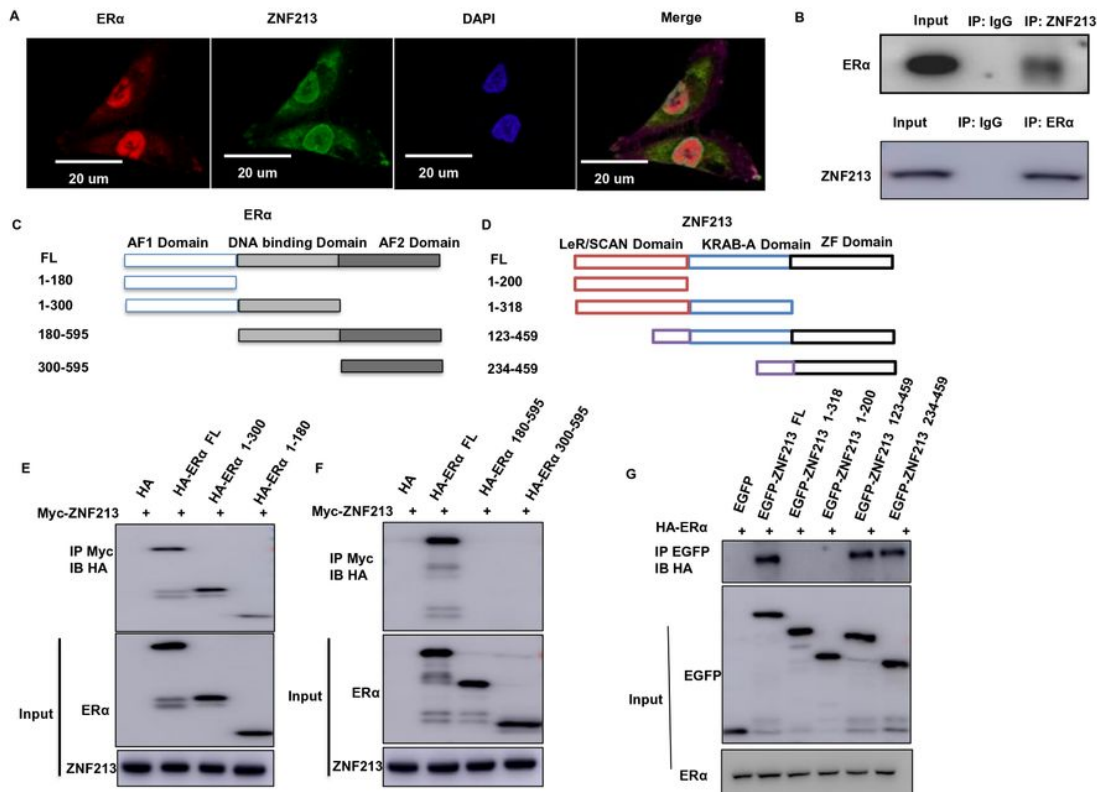 A
ERα ZNF213 DAPI Merge
20 um 20 um 20 um 20 um
B
Input IP: IgG IP: ZNF213
ERα
Input IP: IgG IP: ERα
ZNF213
C
ERα
AF1 Domain DNA binding Domain AF2 Domain
FL
1-180
1-300
180-595
300-595
D
ZNF213
LeR/SCAN Domain KRAB-A Domain ZF Domain
FL
1-200
1-318
123-459
234-459
E
HA HA-ERα FL HA-ERα 1-300 HA-ERα 1-180
Myc-ZNF213 + + + +
IP Myc
IB HA
Input
ERα
ZNF213
F
HA HA-ERα FL HA-ERα 180-595 HA-ERα 300-595
Myc-ZNF213 + + + +
IP Myc
IB HA
Input
ERα
ZNF213
G
EGFP EGFP-ZNF213 FL EGFP-ZNF213 1-318 EGFP-ZNF213 1-200 EGFP-ZNF213 123-459 EGFP-ZNF213 234-459
HA-ERα + + + + + +
IP EGFP
IB HA
Input
EGFP
ERα